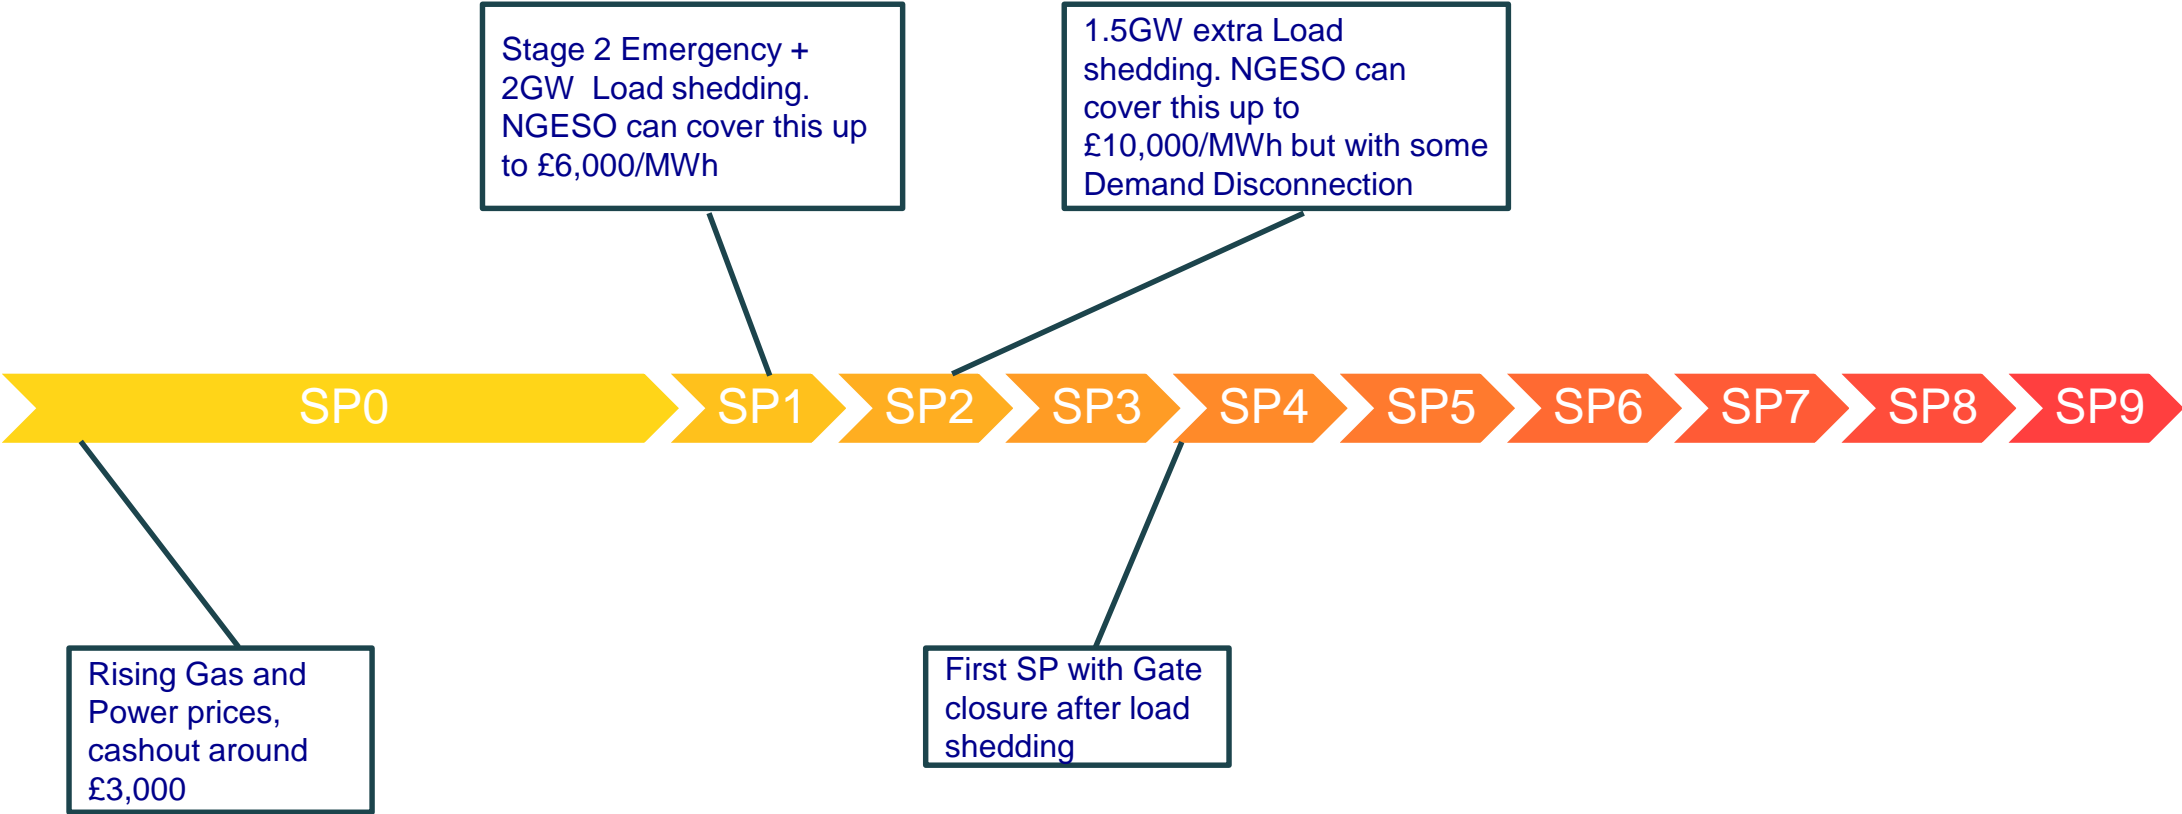 Stage 2 Emergency +
2GW  Load shedding.
NGESO can cover this up
to £6,000/MWh
1.5GW extra Load
shedding. NGESO can
cover this up to
£10,000/MWh but with some
Demand Disconnection
SP0 SP1 SP2 SP3 SP4 SP5 SP6 SP7 SP8 SP9
Rising Gas and
Power prices,
cashout around
£3,000
First SP with Gate
closure after load
shedding